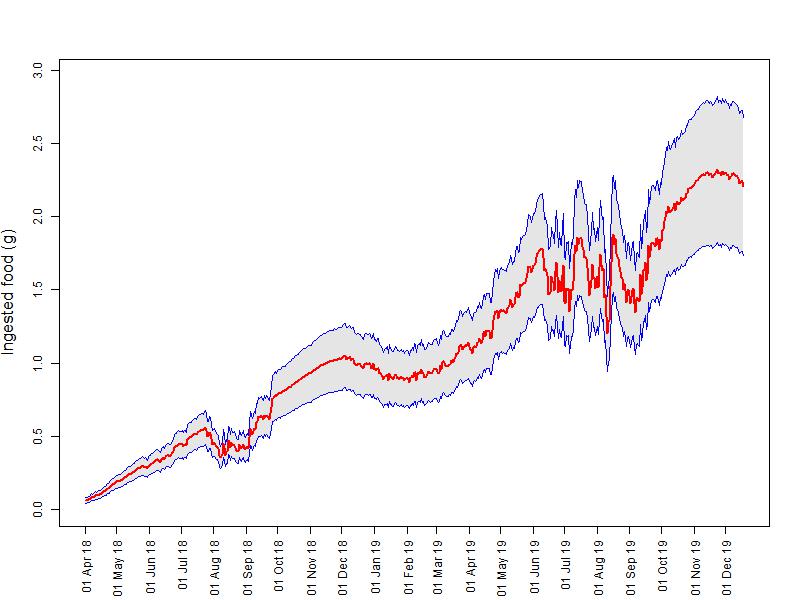 Ingested food (g)
3.0
2.5
2.0
1.5
1.0
0.5
0.0
01 Apr 18
01 May 18
01 Jun 18
01 Jul 18
01 Aug 18
01 Sep 18
01 Oct 18
01 Nov 18
01 Dec 18
01 Jan 19
01 Feb 19
01 Mar 19
01 Apr 19
01 May 19
01 Jun 19
01 Jul 19
01 Aug 19
01 Sep 19
01 Oct 19
01 Nov 19
01 Dec 19